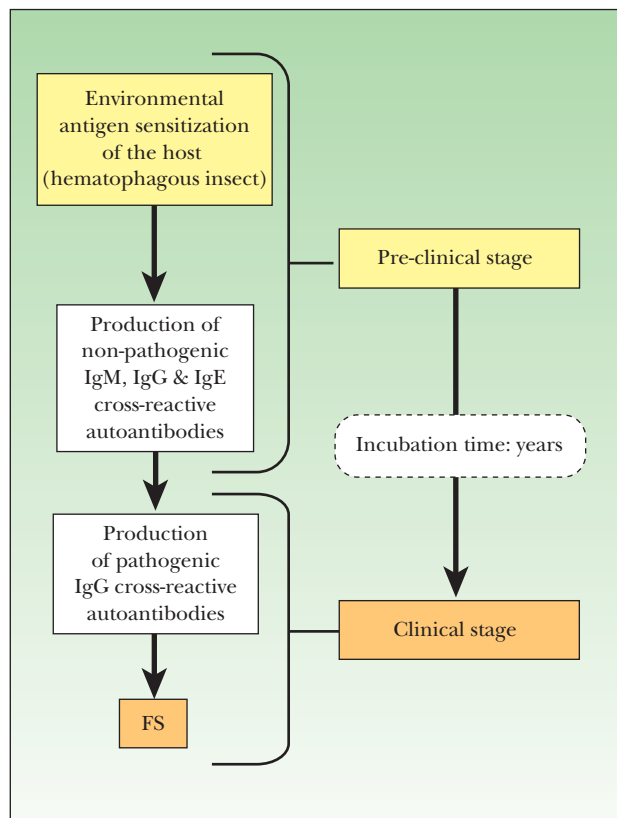 Environmental
antigen sensitization
of the host
(hematophagous insect)
Pre-clinical stage
Production of
non-pathogenic
IgM, IgG & IgE
cross-reactive
autoantibodies
Incubation time: years
Production
of pathogenic
IgG cross-reactive
autoantibodies
Clinical stage
FS